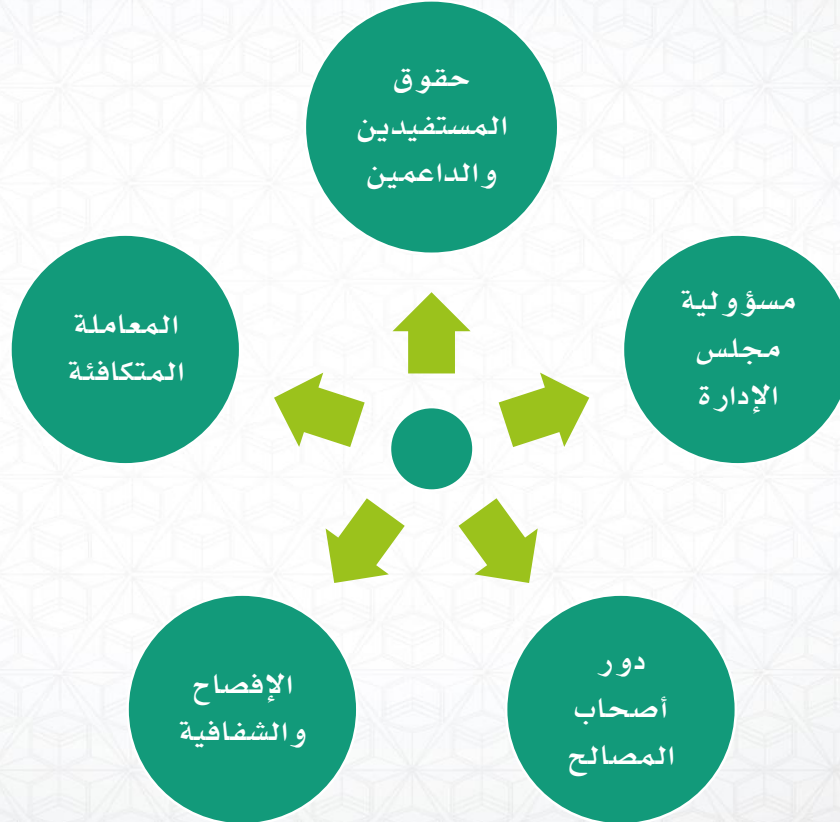 حقوق
المستفيدين
والداعمين
مسؤولية
مجلس
الإدارة
المعاملة
المتكافئة
دور
أصحاب
المصالح
الإفصاح
والشفافية